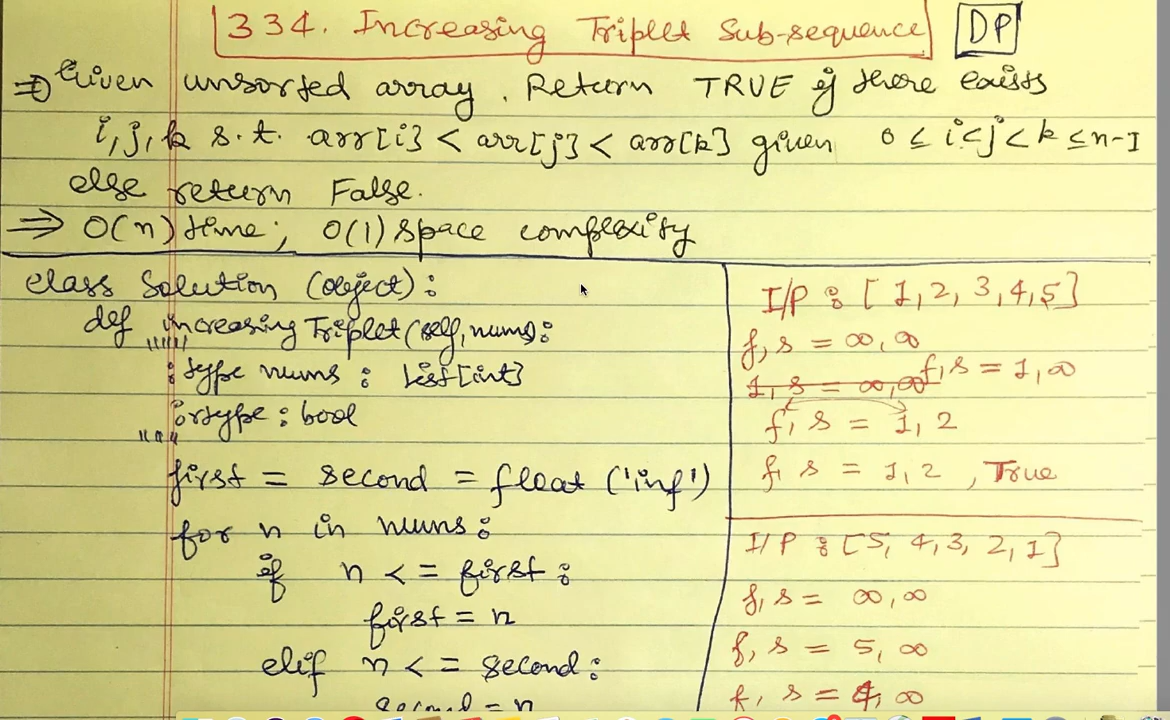 334. Increasing Triplet Sub-sequence DP
⇒ Given unsorted array. Return TRUE if there exists
i, j, k s.t. arr[i] < arr[j] < arr[k] given 0 ≤ i < j < k ≤ n-1
else return False.
⇒ O(n) time; O(1) space complexity
class Solution (object):
def increasingTriplet(self, nums):
"""""
:type nums: List[int]
:rtype: bool
""""
first = second = float ('inf')
for n in nums:
if n <= first:
first = n
elif n <= second:
second = n
I/P: [1, 2, 3, 4, 5]
f, s = ∞, ∞
1, s = ∞, ∞ f, s = 1, ∞
f, s = 1, 2
f, s = 1, 2, True
I/P: [5, 4, 3, 2, 1]
f, s = ∞, ∞
f, s = 5, ∞
f, s = 4, ∞